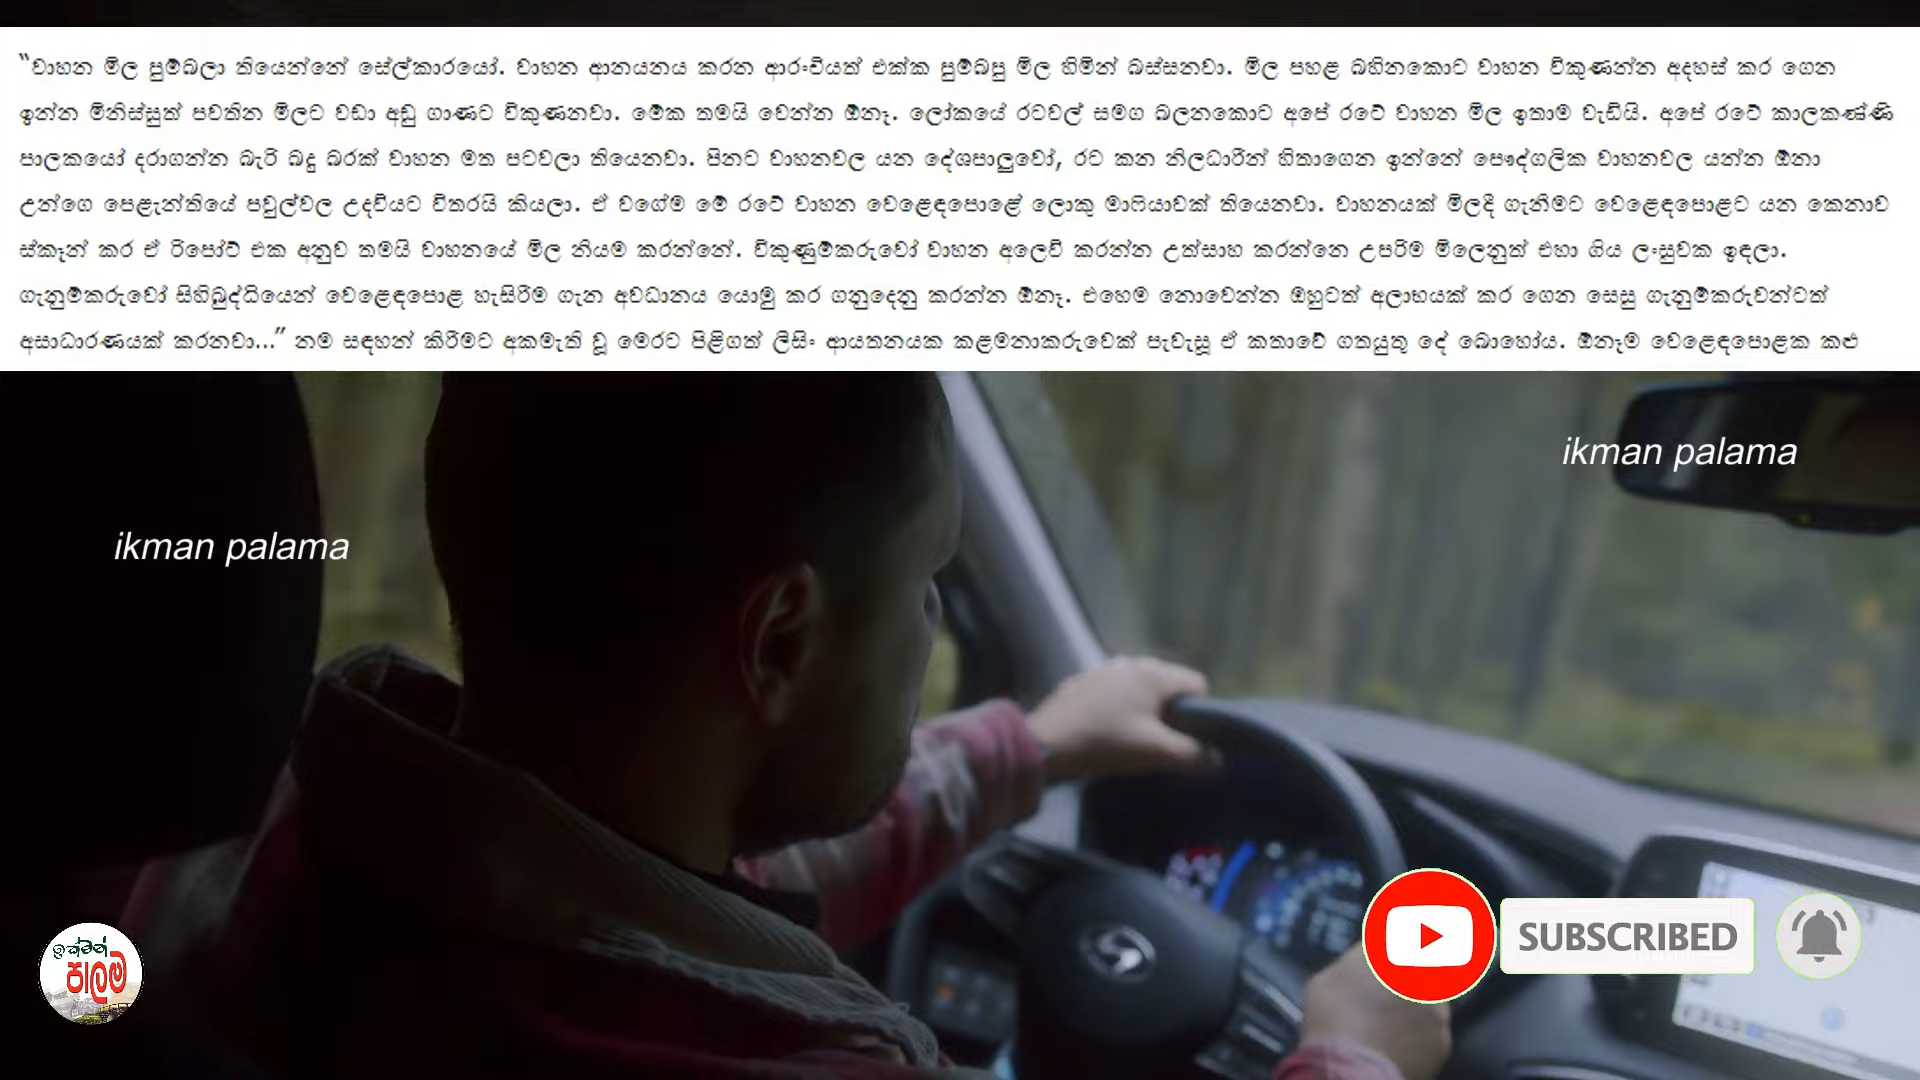 “වාහන මිල පුම්බලා තියෙන්නේ සේල්කාරයෝ. වාහන ආනයනය කරන ආරංචියත් එක්ක පුම්බපු මිල හිමින් බස්සනවා. මිල පහළ බහිනකොට වාහන විකුණන්න අදහස් කර ගෙන
ඉන්න මිනිස්සුත් පවතින මිලට වඩා අඩු ගාණට විකුණනවා. මේක තමයි වෙන්න ඕනෑ. ලෝකයේ රටවල් සමග බලනකොට අපේ රටේ වාහන මිල ඉතාම වැඩියි. අපේ රටේ කාලකණ්ණි
පාලකයෝ දරාගන්න බැරි බදු බරක් වාහන මත පටවලා තියෙනවා. පිනට වාහනවල යන දේශපාලුවෝ, රට කන නිලධාරීන් හිතාගෙන ඉන්නේ පෞද්ගලික වාහනවල යන්න ඕනා
උන්ගෙ පෙළැන්තියේ පවුල්වල උදවියට විතරයි කියලා. ඒ වගේම මේ රටේ වාහන වෙළෙඳපොළේ ලොකු මාෆියාවක් තියෙනවා. වාහනයක් මිලදි ගැනීමට වෙළෙඳපොළට යන කෙනාව
ස්කෑන් කර ඒ රිපෝට් එක අනුව තමයි වාහනයේ මිල නියම කරන්නේ. විකුණුම්කරුවෝ වාහන අලෙවි කරන්න උත්සාහ කරන්නෙ උපරිම මිලෙනුත් එහා ගිය ලංසුවක ඉඳලා.
ගැනුම්කරුවෝ සිහිබුද්ධියෙන් වෙළෙඳපොළ හැසිරීම ගැන අවධානය යොමු කර ගනුදෙනු කරන්න ඕනෑ. එහෙම නොවෙන්න ඔහුටත් අලාභයක් කර ගෙන සෙසු ගැනුම්කරුවන්ටත්
අසාධාරණයක් කරනවා...” නම සඳහන් කිරීමට අකමැති වූ මෙරට පිළිගත් ලීසිං ආයතනයක කළමනාකරුවෙක් පැවැසූ ඒ කතාවේ ගතයුතු දේ බොහෝය. ඕනෑම වෙළෙඳපොළක කළු
ikman palama
ikman palama
ඉක්මන්
පාලම
SUBSCRIBED